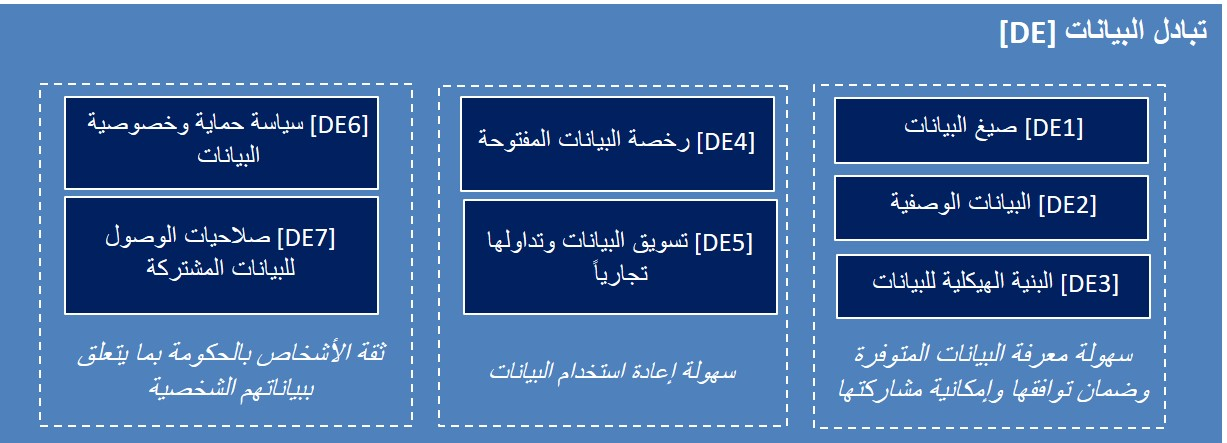 تبادل البيانات [DE]
[DE1] صيغ البيانات
[DE2] البيانات الوصفية
[DE3] البنية الهيكلية للبيانات
سهولة معرفة البيانات المتوفرة
وضمان توافقها وإمكانية مشاركتها
[DE4] رخصة البيانات المفتوحة
[DE5] تسويق البيانات وتداولها
تجارياً
سهولة إعادة استخدام البيانات
[DE6] سياسة حماية وخصوصية
البيانات
[DE7] صلاحيات الوصول
للبيانات المشتركة
ثقة الأشخاص بالحكومة بما يتعلق
ببياناتهم الشخصية